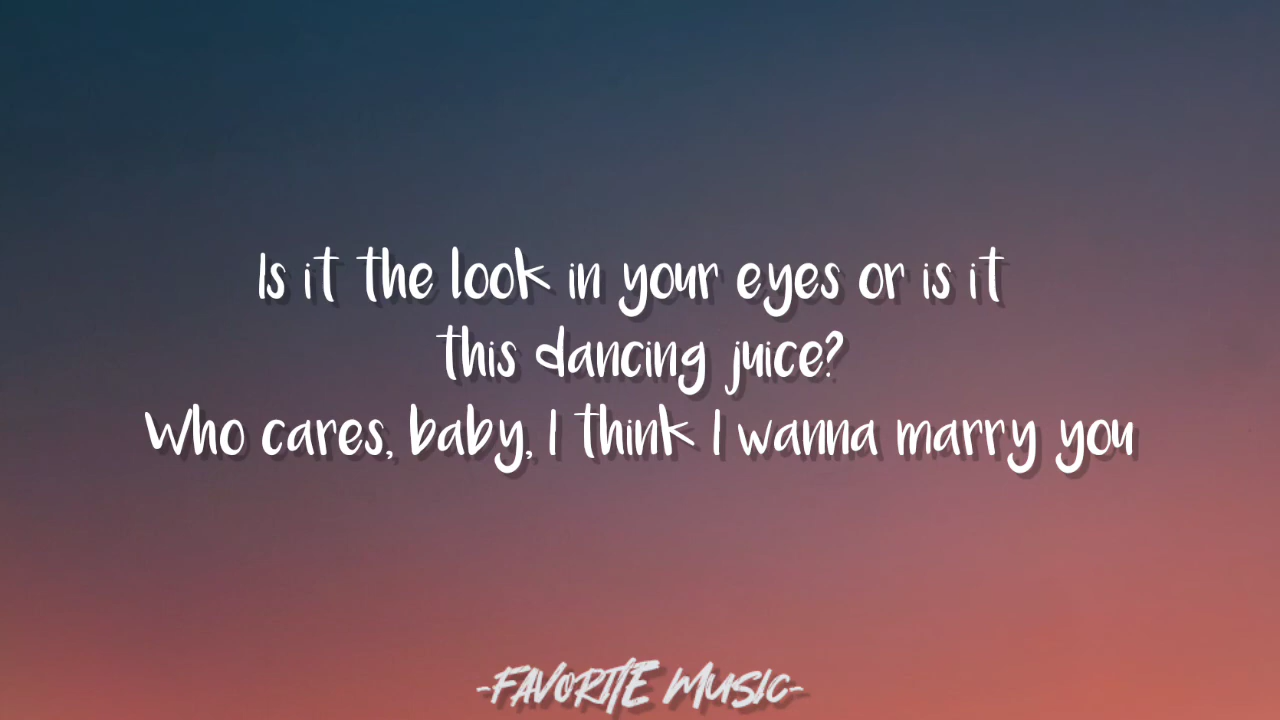 Is it the look in your eyes or is it
this dancing juice?
Who cares, baby, I think I wanna marry you
-FAVORITE MUSIC-